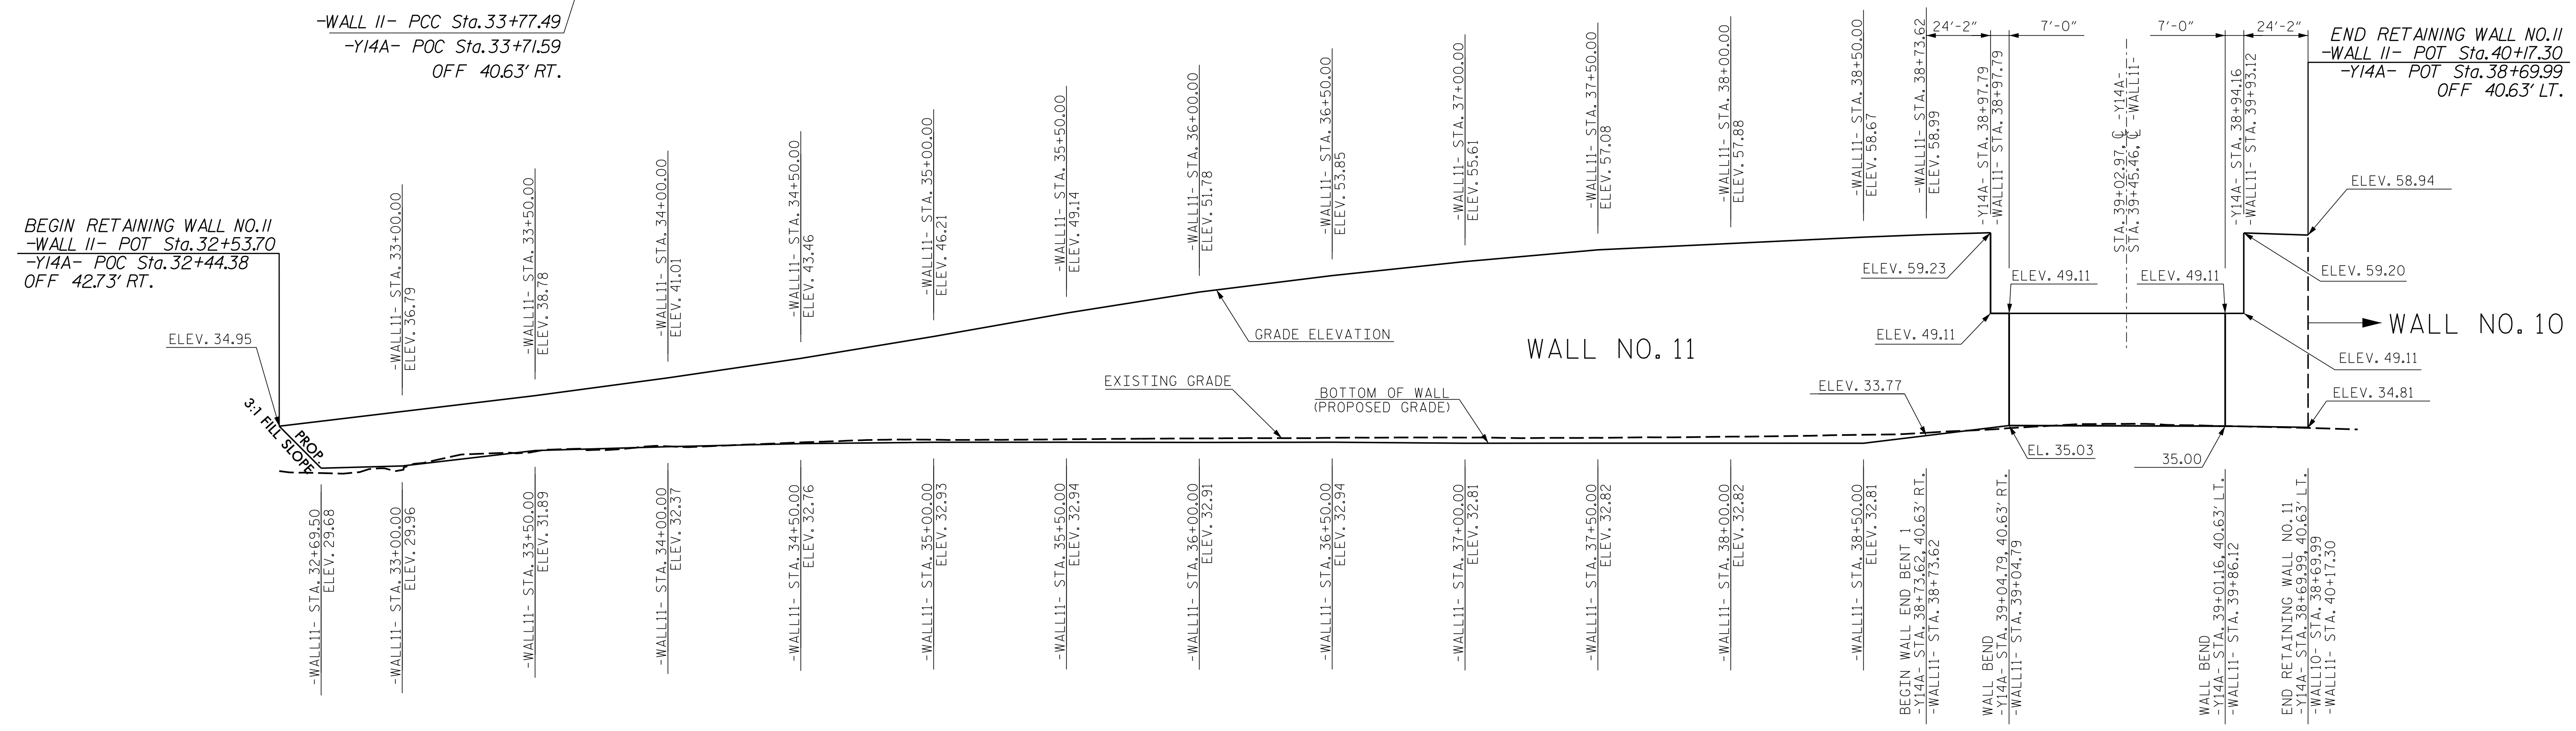 -WALL 11- PCC Sta. 33+77.49
-Y14A- POC Sta. 33+71.59
OFF 40.63' RT.
BEGIN RETAINING WALL NO. 11
-WALL 11- POT Sta. 32+53.70
-Y14A- POC Sta. 32+44.38
OFF 42.73' RT.
ELEV. 34.95
3:1 FILL SLOPE
PROP.
-WALL11- STA. 33+00.00
ELEV. 36.79
-WALL11- STA. 33+50.00
ELEV. 38.78
-WALL11- STA. 34+00.00
ELEV. 41.01
-WALL11- STA. 34+50.00
ELEV. 43.46
-WALL11- STA. 35+00.00
ELEV. 46.21
-WALL11- STA. 35+50.00
ELEV. 49.14
-WALL11- STA. 36+00.00
ELEV. 51.78
-WALL11- STA. 36+50.00
ELEV. 53.85
-WALL11- STA. 37+00.00
ELEV. 55.61
-WALL11- STA. 37+50.00
ELEV. 57.08
-WALL11- STA. 38+00.00
ELEV. 57.88
-WALL11- STA. 38+50.00
ELEV. 58.67
-WALL11- STA. 38+73.62
ELEV. 58.99
24'-2"
7'-0"
7'-0"
24'-2"
-Y14A- STA. 38+97.79
-WALL11- STA. 38+97.79
STA. 39+02.97, ℄ -Y14A-
STA. 39+45.46, ℄ -WALL11-
-Y14A- STA. 38+94.16
-WALL11- STA. 39+93.12
END RETAINING WALL NO. 11
-WALL 11- POT Sta. 40+17.30
-Y14A- POT Sta. 38+69.99
OFF 40.63' LT.
ELEV. 58.94
ELEV. 59.23
ELEV. 49.11
ELEV. 49.11
ELEV. 59.20
ELEV. 49.11
ELEV. 49.11
GRADE ELEVATION
WALL NO. 11
WALL NO. 10
EXISTING GRADE
BOTTOM OF WALL
(PROPOSED GRADE)
ELEV. 33.77
ELEV. 34.81
EL. 35.03
35.00
-WALL11- STA. 32+69.50
ELEV. 29.68
-WALL11- STA. 33+00.00
ELEV. 29.96
-WALL11- STA. 33+50.00
ELEV. 31.89
-WALL11- STA. 34+00.00
ELEV. 32.37
-WALL11- STA. 34+50.00
ELEV. 32.76
-WALL11- STA. 35+00.00
ELEV. 32.93
-WALL11- STA. 35+50.00
ELEV. 32.94
-WALL11- STA. 36+00.00
ELEV. 32.91
-WALL11- STA. 36+50.00
ELEV. 32.94
-WALL11- STA. 37+00.00
ELEV. 32.81
-WALL11- STA. 37+50.00
ELEV. 32.82
-WALL11- STA. 38+00.00
ELEV. 32.82
-WALL11- STA. 38+50.00
ELEV. 32.81
BEGIN WALL END BENT 1
-Y14A- STA. 38+73.62, 40.63' RT.
-WALL11- STA. 38+73.62
WALL BEND
-Y14A- STA. 39+04.79, 40.63' RT.
-WALL11- STA. 39+04.79
WALL BEND
-Y14A- STA. 39+01.16, 40.63' LT.
-WALL11- STA. 39+86.12
END RETAINING WALL NO. 11
-Y14A- STA. 38+69.99, 40.63' LT.
-WALL10- STA. 38+69.99
-WALL11- STA. 40+17.30